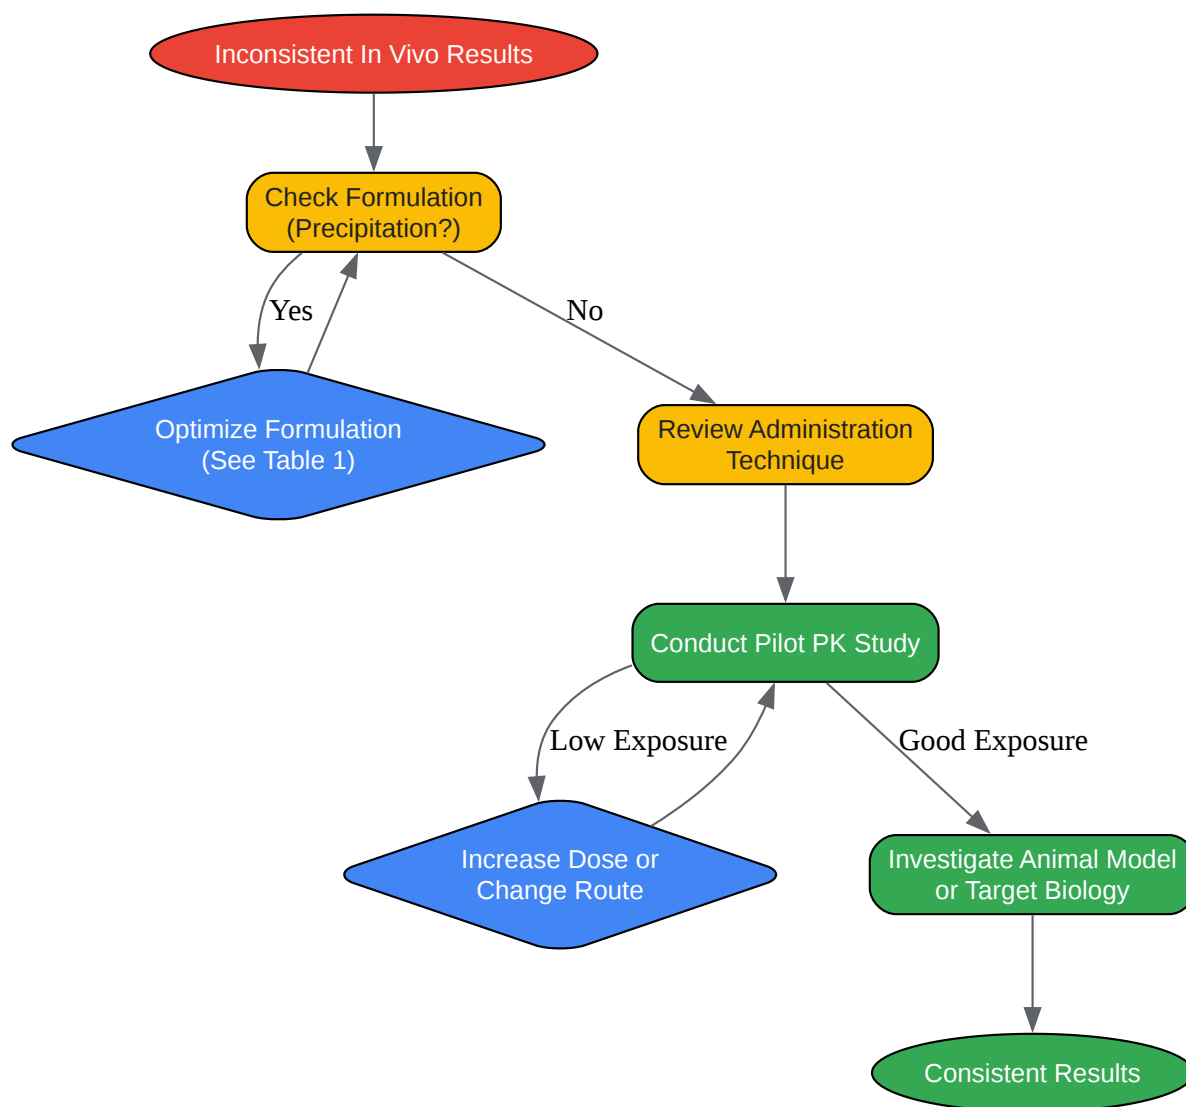 Inconsistent In Vivo Results
Check Formulation
(Precipitation?)
Yes
No
Optimize Formulation
(See Table 1)
Review Administration
Technique
Conduct Pilot PK Study
Low Exposure
Good Exposure
Increase Dose or
Change Route
Investigate Animal Model
or Target Biology
Consistent Results